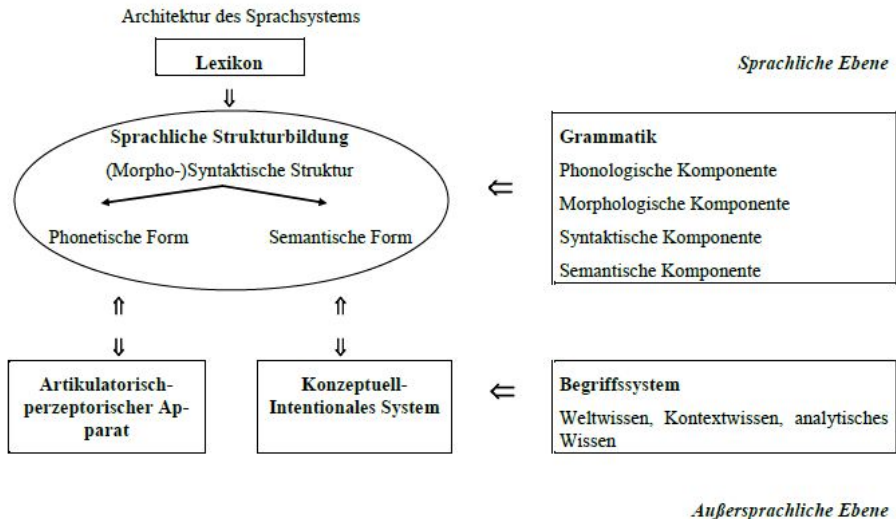 Architektur des Sprachsystems
Lexikon
Sprachliche Ebene
⇓
Sprachliche Strukturbildung
(Morpho-)Syntaktische Struktur
Phonetische Form
Semantische Form
⇐
Grammatik
Phonologische Komponente
Morphologische Komponente
Syntaktische Komponente
Semantische Komponente
⇑
⇓
⇑
⇓
Artikulatorisch-
perzeptorischer Ap-
parat
Konzeptuell-
Intentionales System
⇐
Begriffssystem
Weltwissen, Kontextwissen, analytisches
Wissen
Außersprachliche Ebene